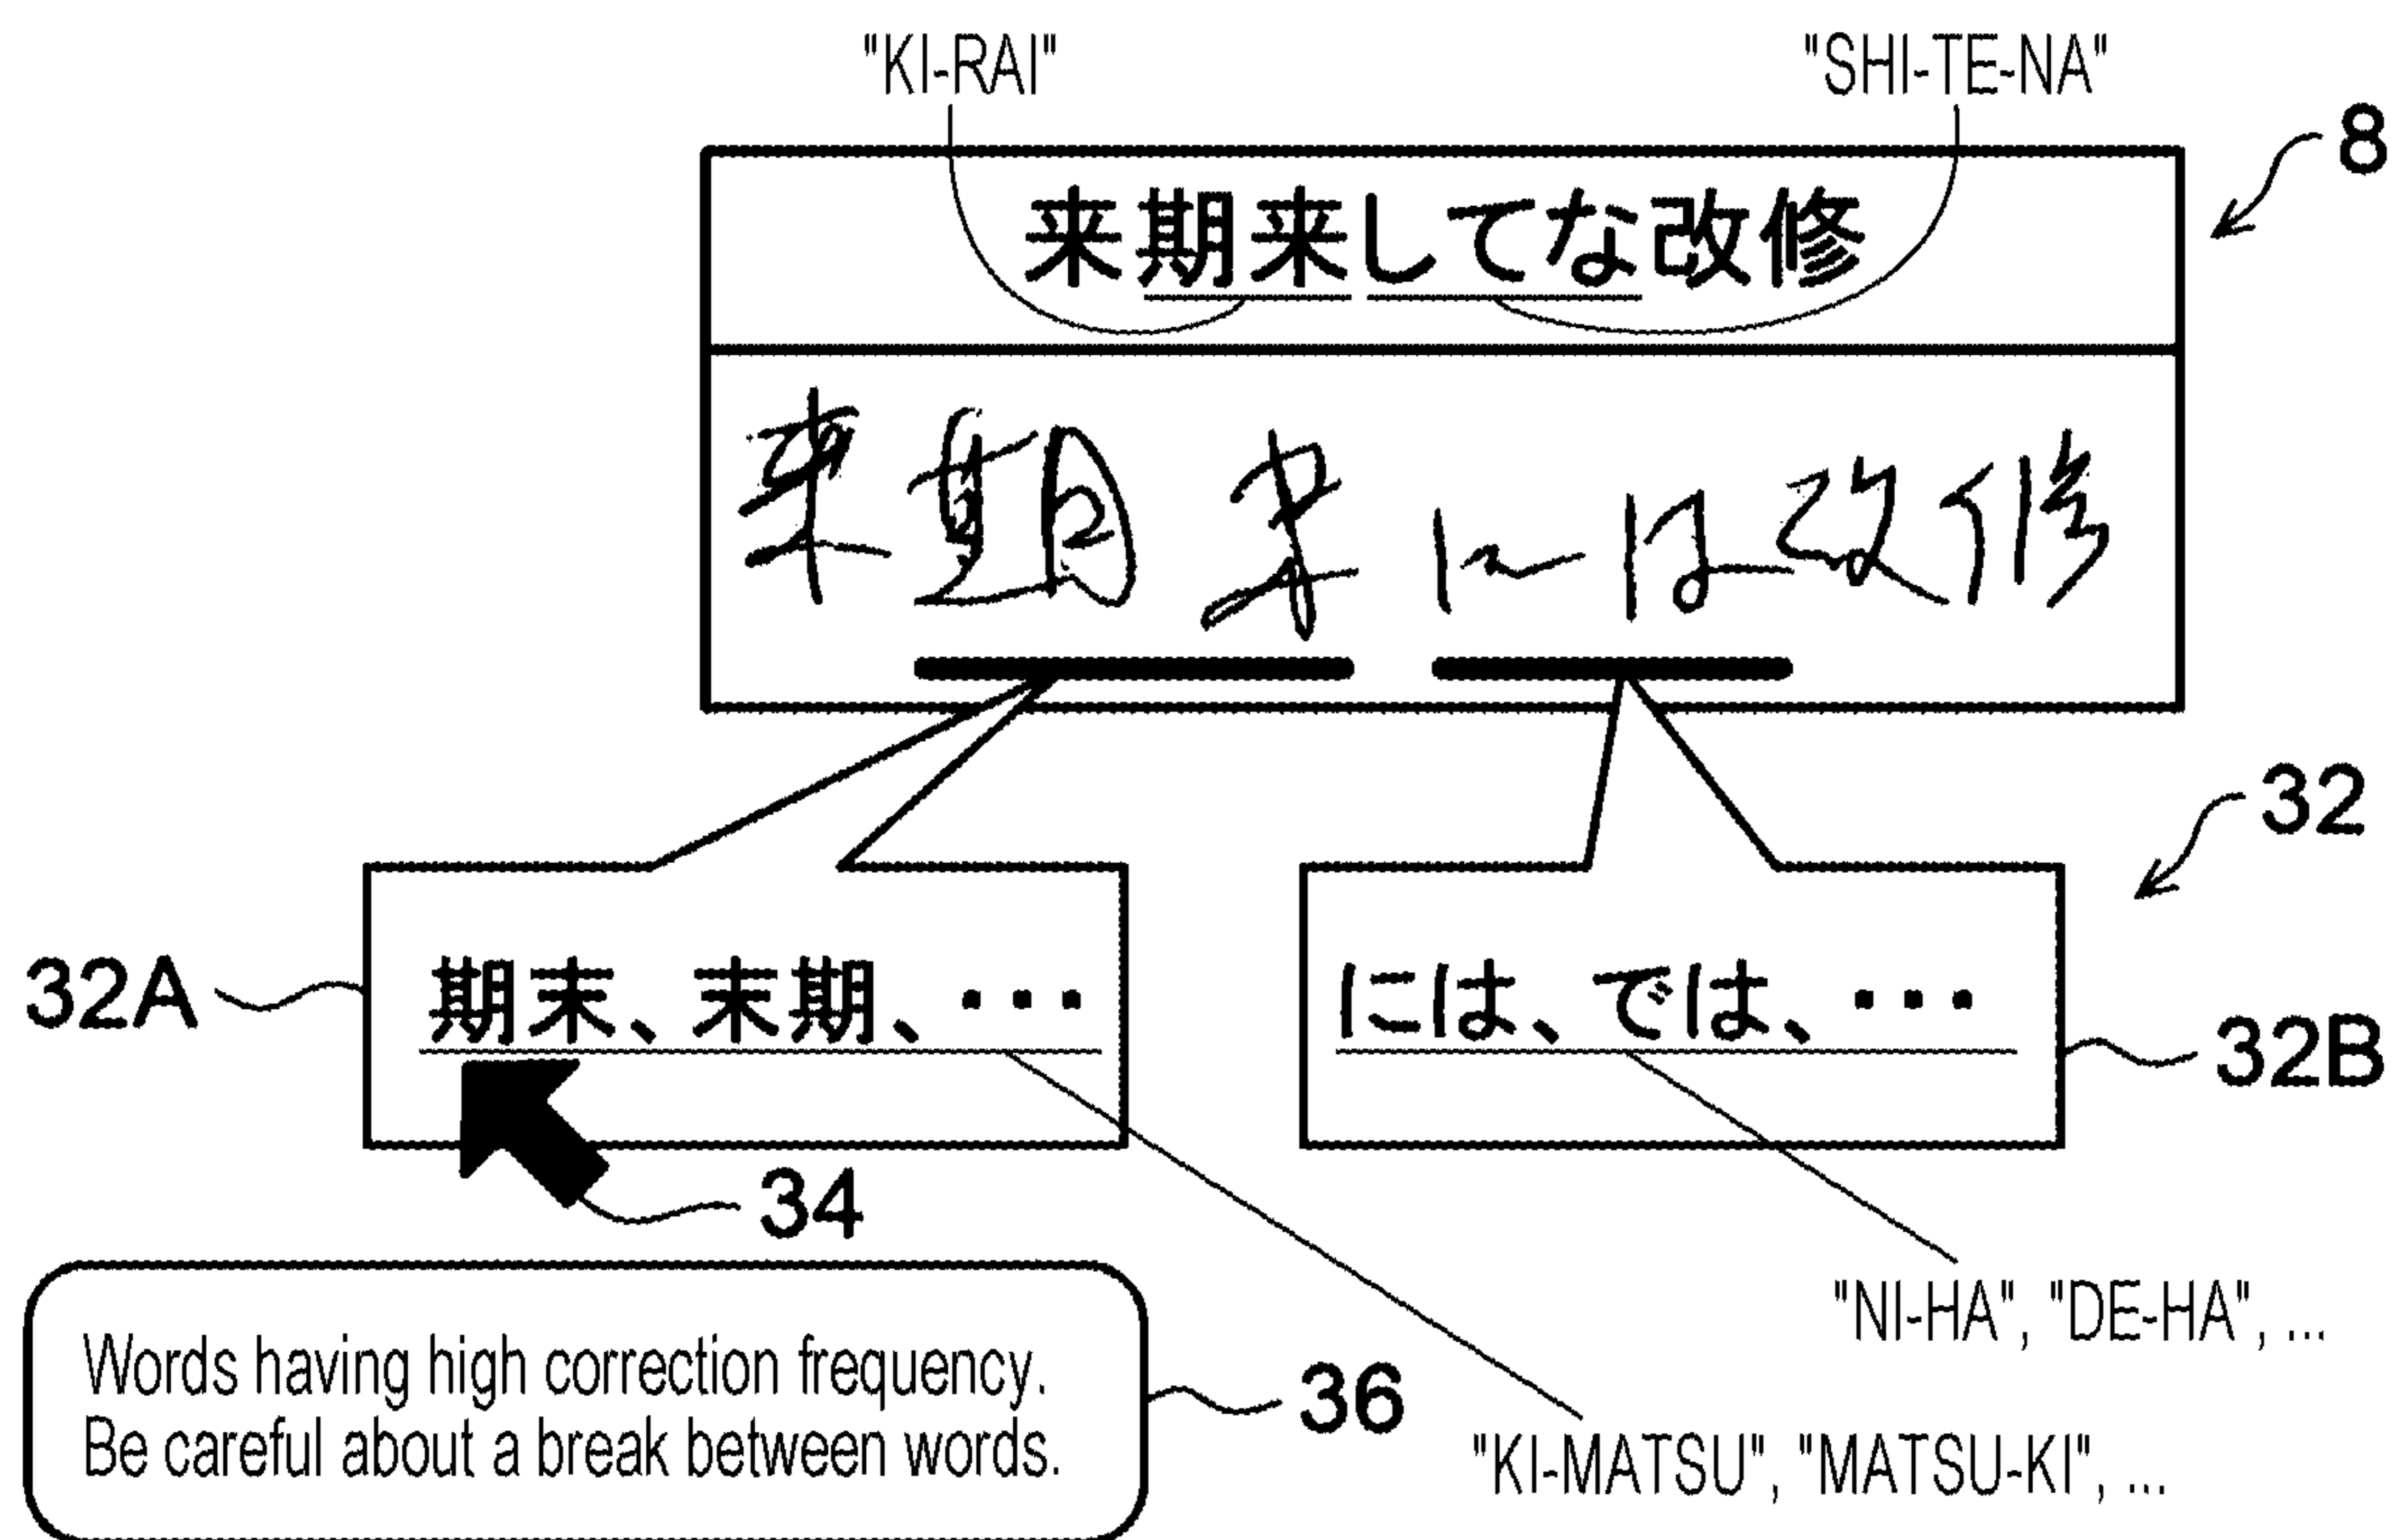 "KI-RAI" "SHI-TE-NA"
8
来期来してな改修
来期末には改修
32
32A 期末、末期、・・・ には、では、・・・ 32B
34
"NI-HA", "DE-HA", ...
Words having high correction frequency.
Be careful about a break between words.
36
"KI-MATSU", "MATSU-KI", ...